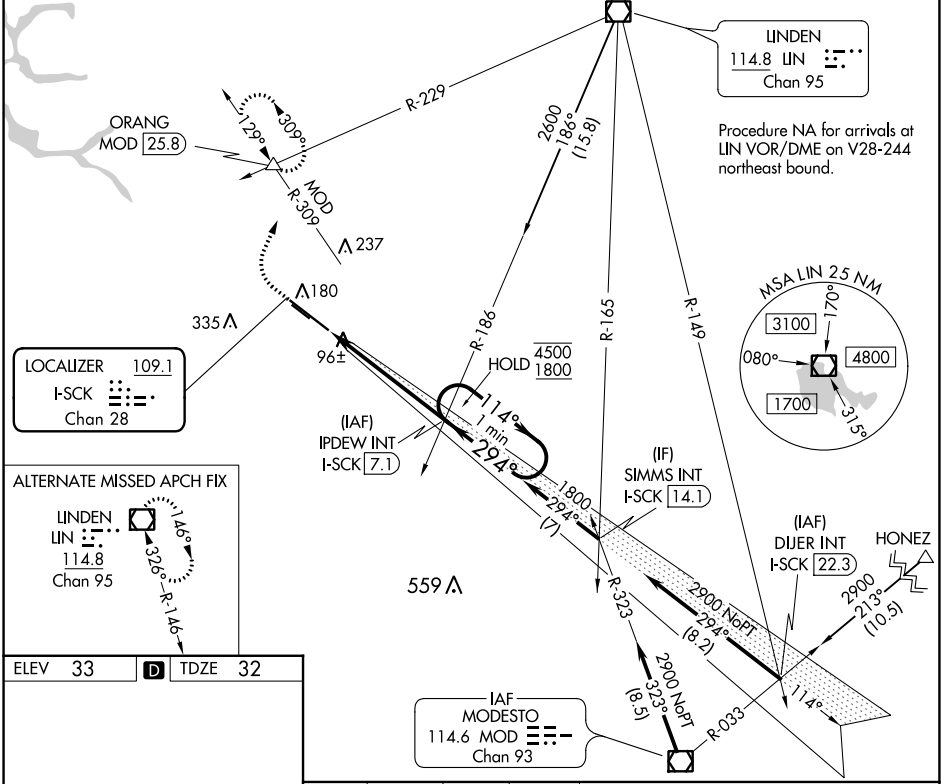 LINDEN
114.8 LIN
Chan 95
R-229
2600
186°
(15.8)
Procedure NA for arrivals at
LIN VOR/DME on V28-244
northeast bound.
ORANG
MOD 25.8
129°
309°
MOD
R-309
237
180
335
96±
R-186
R-165
R-149
MSA LIN 25 NM
3100
170°
080°
4800
1700
315°
LOCALIZER 109.1
I-SCK
Chan 28
HOLD 4500
1800
114°
1 min
294°
(IAF)
IPDEW INT
I-SCK 7.1
(IF)
SIMMS INT
I-SCK 14.1
1800
294°
(7)
(IAF)
DIJER INT
I-SCK 22.3
HONEZ
2900
213°
(10.5)
ALTERNATE MISSED APCH FIX
LINDEN
LIN
114.8
Chan 95
146°
326°
R-146
559
R-323
2900 NoPT
294°
(8.2)
114°
2900 NoPT
323°
(8.5)
R-033
ELEV 33 D TDZE 32
IAF
MODESTO
114.6 MOD
Chan 93